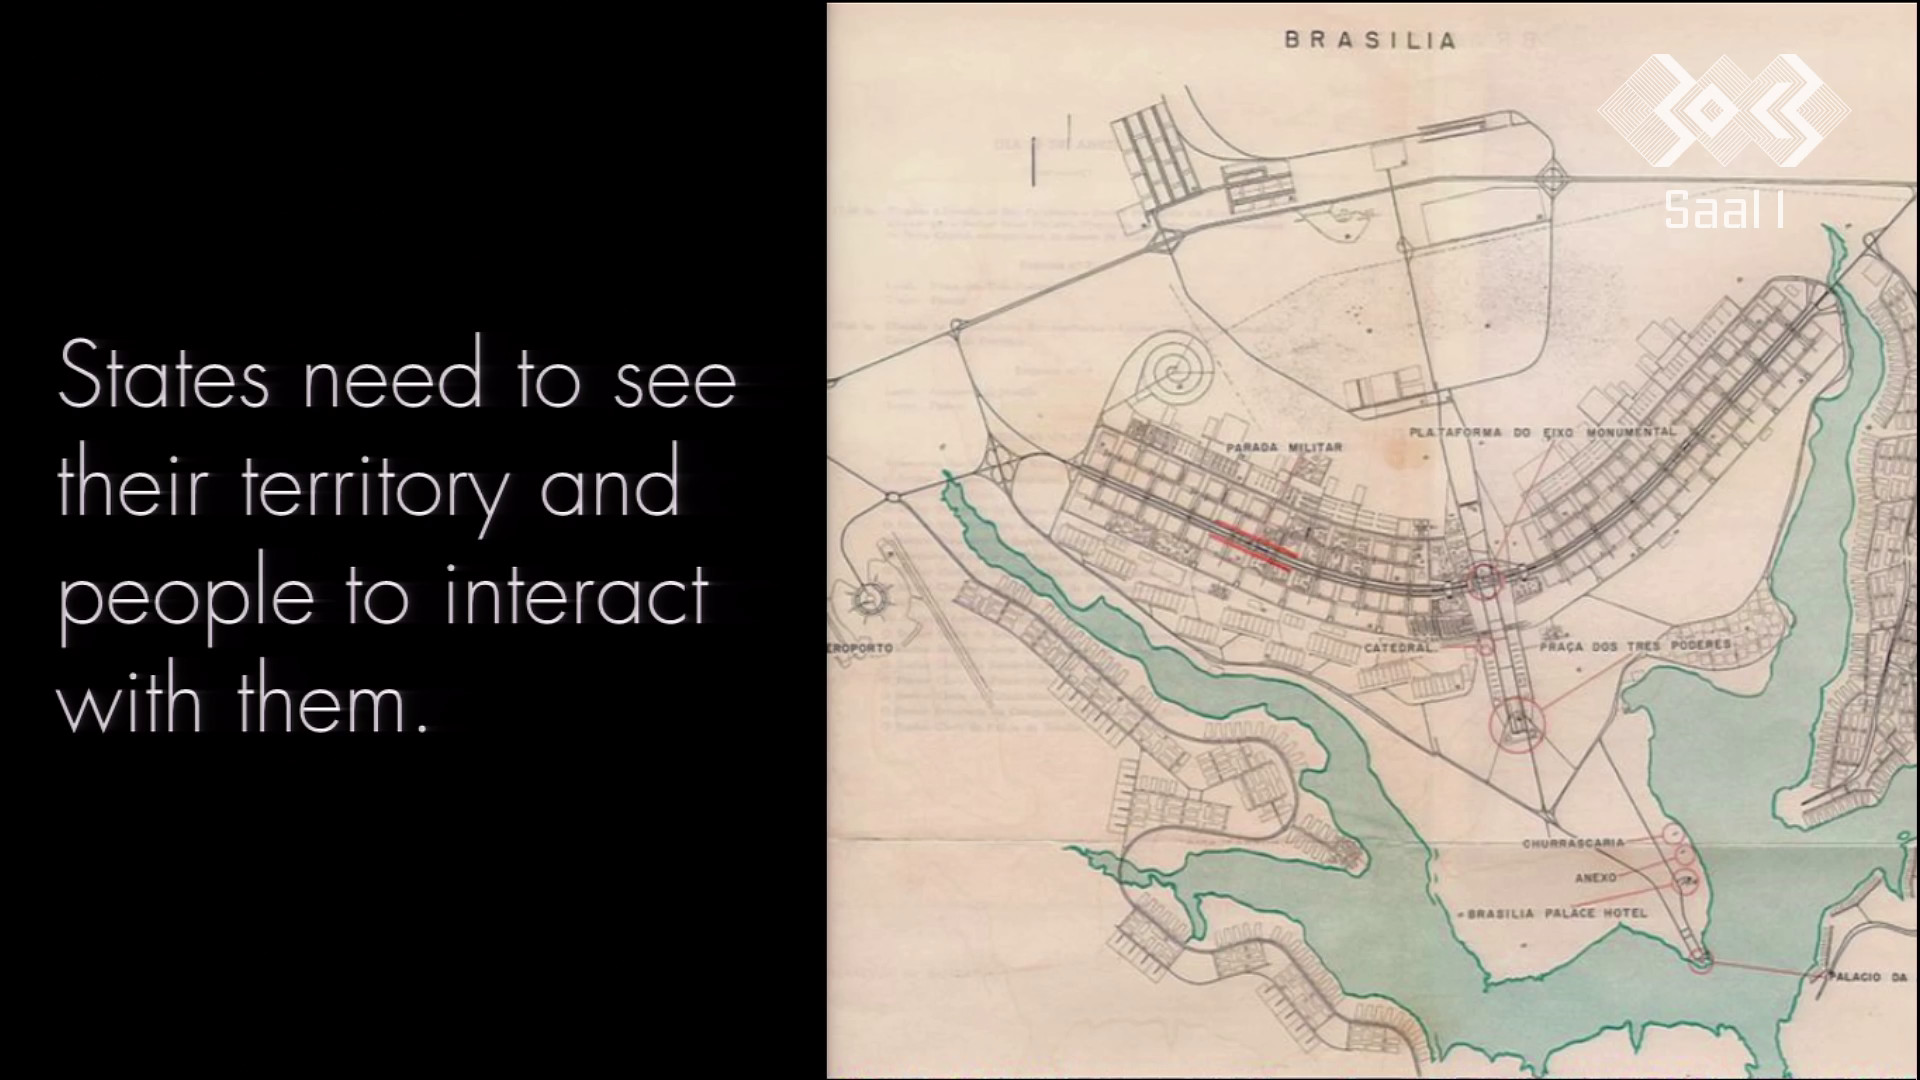 States need to see
their territory and
people to interact
with them.
BRASILIA
Saal 1
PARADA MILITAR
PLATAFORMA DO EIXO MONUMENTAL
EROPORTO
CATEDRAL
PRAÇA DOS TRES PODERES
CHURRASCARIA
ANEXO
BRASILIA PALACE HOTEL
PALACIO DA